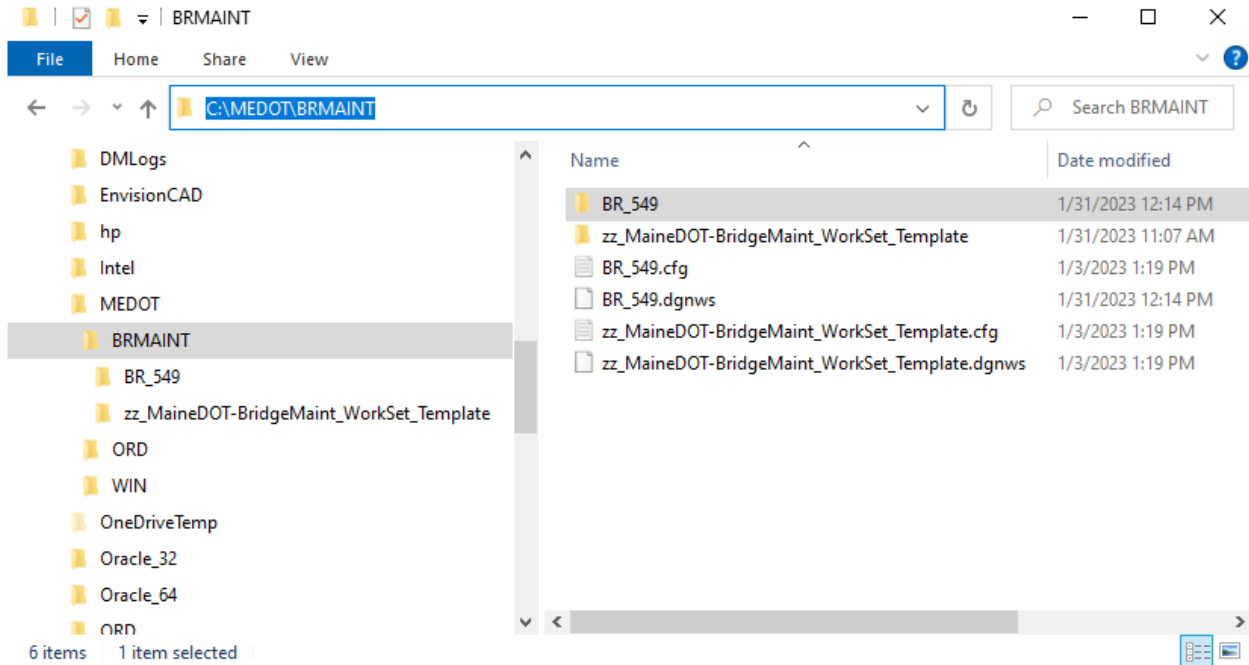 BRMAINT
File Home Share View
C:\MEDOT\BRMAINT Search BRMAINT
DMLogs
EnvisionCAD
hp
Intel
MEDOT
BRMAINT
BR_549
zz_MaineDOT-BridgeMaint_WorkSet_Template
ORD
WIN
OneDriveTemp
Oracle_32
Oracle_64
ORD
Name Date modified
BR_549 1/31/2023 12:14 PM
zz_MaineDOT-BridgeMaint_WorkSet_Template 1/31/2023 11:07 AM
BR_549.cfg 1/3/2023 1:19 PM
BR_549.dgnws 1/31/2023 12:14 PM
zz_MaineDOT-BridgeMaint_WorkSet_Template.cfg 1/3/2023 1:19 PM
zz_MaineDOT-BridgeMaint_WorkSet_Template.dgnws 1/3/2023 1:19 PM
6 items 1 item selected